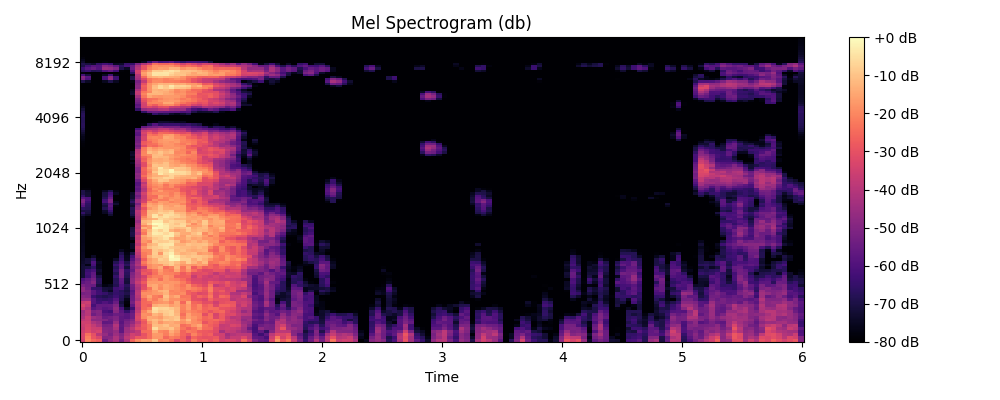 Mel Spectrogram (db)
Hz
8192
4096
2048
1024
512
0
0 1 2 3 4 5 6
Time
+0 dB
-10 dB
-20 dB
-30 dB
-40 dB
-50 dB
-60 dB
-70 dB
-80 dB